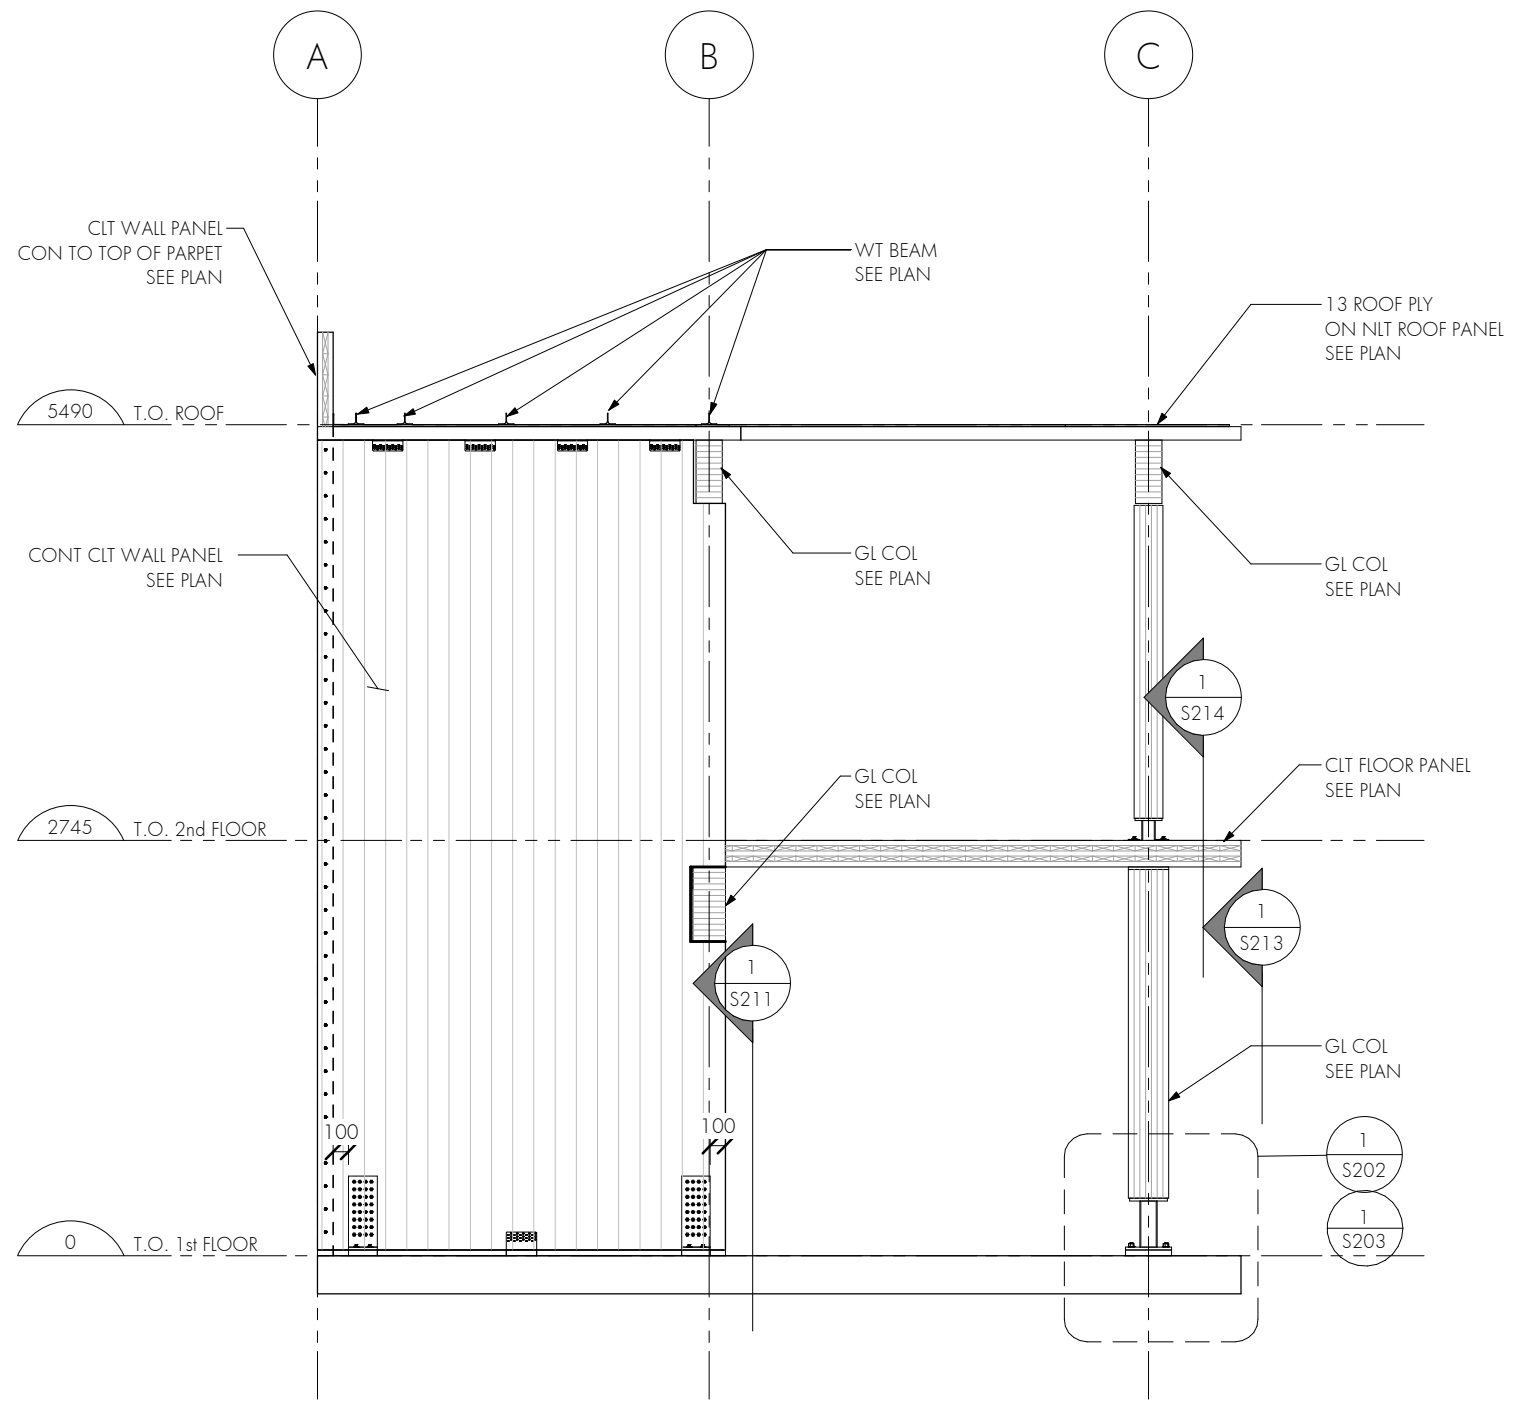 A
B
C
CLT WALL PANEL
CON TO TOP OF PARPET
SEE PLAN
WT BEAM
SEE PLAN
13 ROOF PLY
ON NLT ROOF PANEL
SEE PLAN
5490
T.O. ROOF
CONT CLT WALL PANEL
SEE PLAN
GL COL
SEE PLAN
GL COL
SEE PLAN
1
S214
GL COL
SEE PLAN
CLT FLOOR PANEL
SEE PLAN
2745
T.O. 2nd FLOOR
1
S213
1
S211
GL COL
SEE PLAN
100
100
1
S202
1
S203
0
T.O. 1st FLOOR